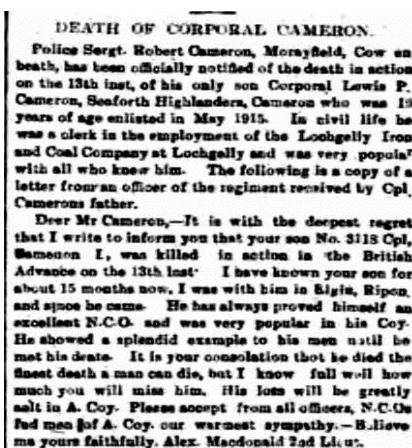 DEATH OF CORPORAL CAMERON.
Police Sergt. Robert Cameron, Morayfield, Cow en
beath, has been officially notified of the death in action
on the 13th inst, of his only son Corporal Lewis P.
Cameron, Seaforth Highlanders, Cameron who was 19
years of age enlisted in May 1915. In civil life he
was a clerk in the employment of the Lochgelly Iron
and Coal Company at Lochgelly and was very popular
with all who knew him. The following is a copy of a
letter from an officer of the regiment received by Cpl,
Camerons father.
Dear Mr Cameron,—It is with the deepest regret
that I write to inform you that your son No. 3118 Cpl,
Cameron L, was killed in action in the British
Advance on the 13th inst. I have known your son for
about 15 months now. I was with him in Elgin, Ripon,
and since he came. He has always proved himself an
excellent N.C.O. and was very popular in his Coy.
He showed a splendid example to his men until he
met his deate. It is your consolation thot he died the
finest death a man can die, but I know full well how
much you will miss him. His loss will be greatly
felt in A. Coy. Please accept from all officers, N.C.Os
and men of A. Coy. our warmest sympathy.—Believe
me yours faithfully, Alex. Macdonald 2nd Lieut.